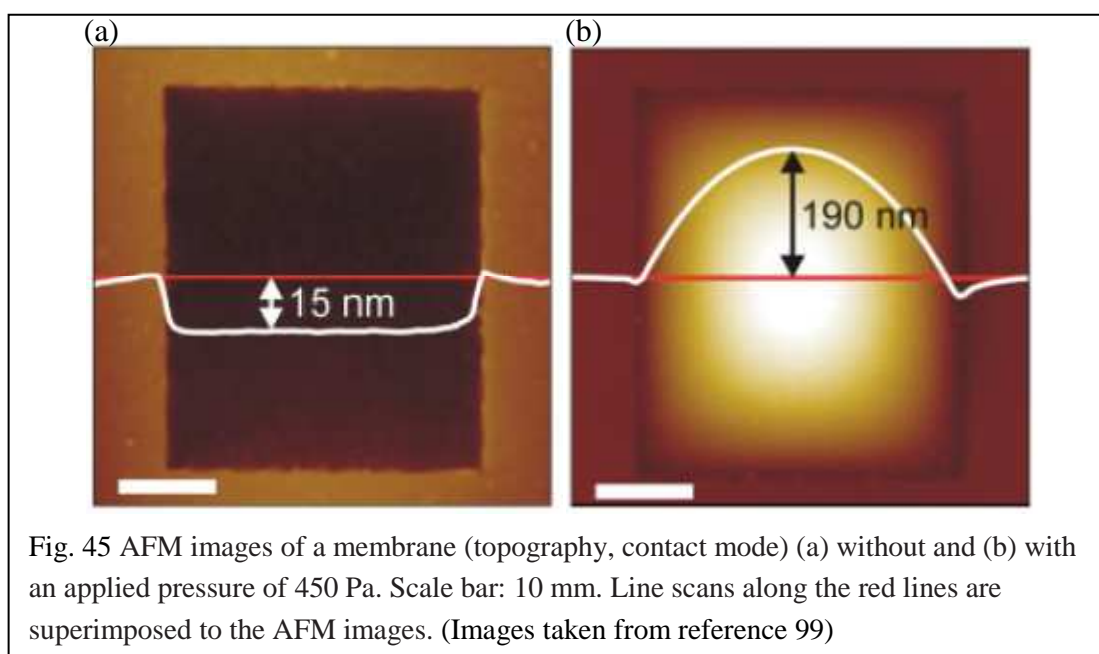 (a)
(b)
15 nm
190 nm
Fig. 45 AFM images of a membrane (topography, contact mode) (a) without and (b) with
an applied pressure of 450 Pa. Scale bar: 10 mm. Line scans along the red lines are
superimposed to the AFM images. (Images taken from reference 99)